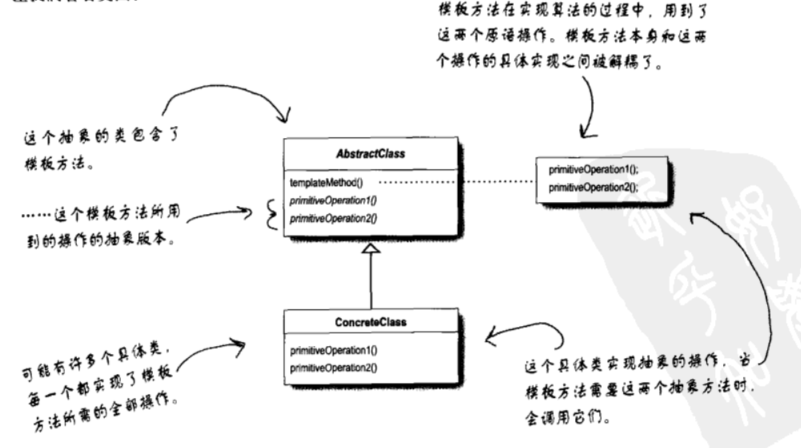 模板方法在实现算法的过程中，用到了
这两个原语操作。模板方法本身和这两
个操作的具体实现之间被解耦了。
这个抽象的类包含了
模板方法。
AbstractClass
templateMethod()
primitiveOperation1()
primitiveOperation2()
primitiveOperation1();
primitiveOperation2();
……这个模板方法所用
到的操作的抽象版本。
ConcreteClass
primitiveOperation1()
primitiveOperation2()
可能有许多个具体类，
每一个都实现了模板
方法所需的全部操作。
这个具体类实现抽象的操作，当
模板方法需要这两个抽象方法时，
会调用它们。